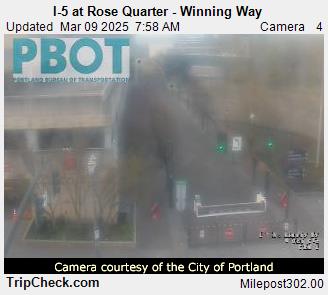 I-5 at Rose Quarter - Winning Way
Updated Mar 09 2025 7:58 AM Camera 4
PBOT
PORTLAND BUREAU OF TRANSPORTATION
Camera courtesy of the City of Portland
TripCheck.com Milepost302.00